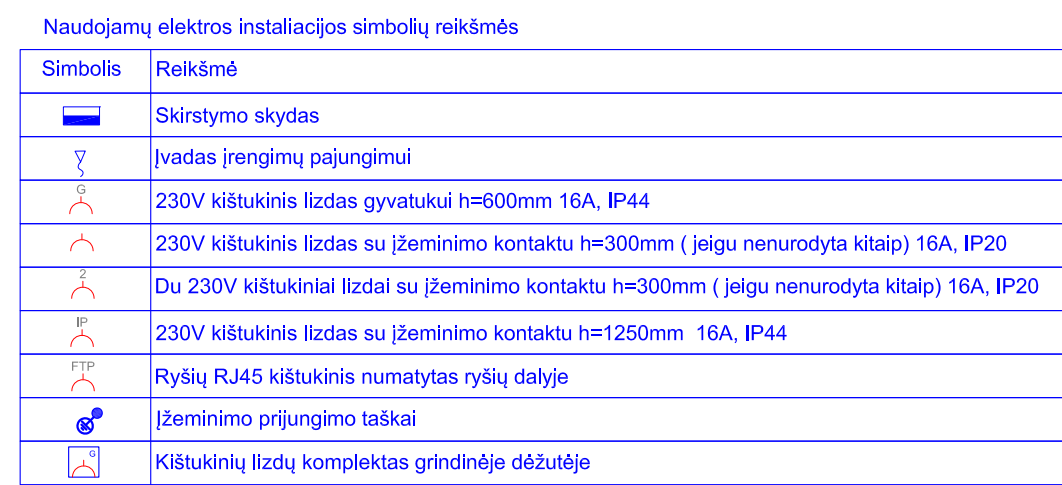 Naudojamų elektros instaliacijos simbolių reikšmės
Simbolis Reikšmė
Skirstymo skydas
Įvadas įrengimų pajungimui
G 230V kištukinis lizdas gyvatukui h=600mm 16A, IP44
230V kištukinis lizdas su įžeminimo kontaktu h=300mm ( jeigu nenurodyta kitaip) 16A, IP20
2 Du 230V kištukiniai lizdai su įžeminimo kontaktu h=300mm ( jeigu nenurodyta kitaip) 16A, IP20
IP 230V kištukinis lizdas su įžeminimo kontaktu h=1250mm 16A, IP44
FTP Ryšių RJ45 kištukinis numatytas ryšių dalyje
Įžeminimo prijungimo taškai
G Kištukinių lizdų komplektas grindinėje dėžutėje